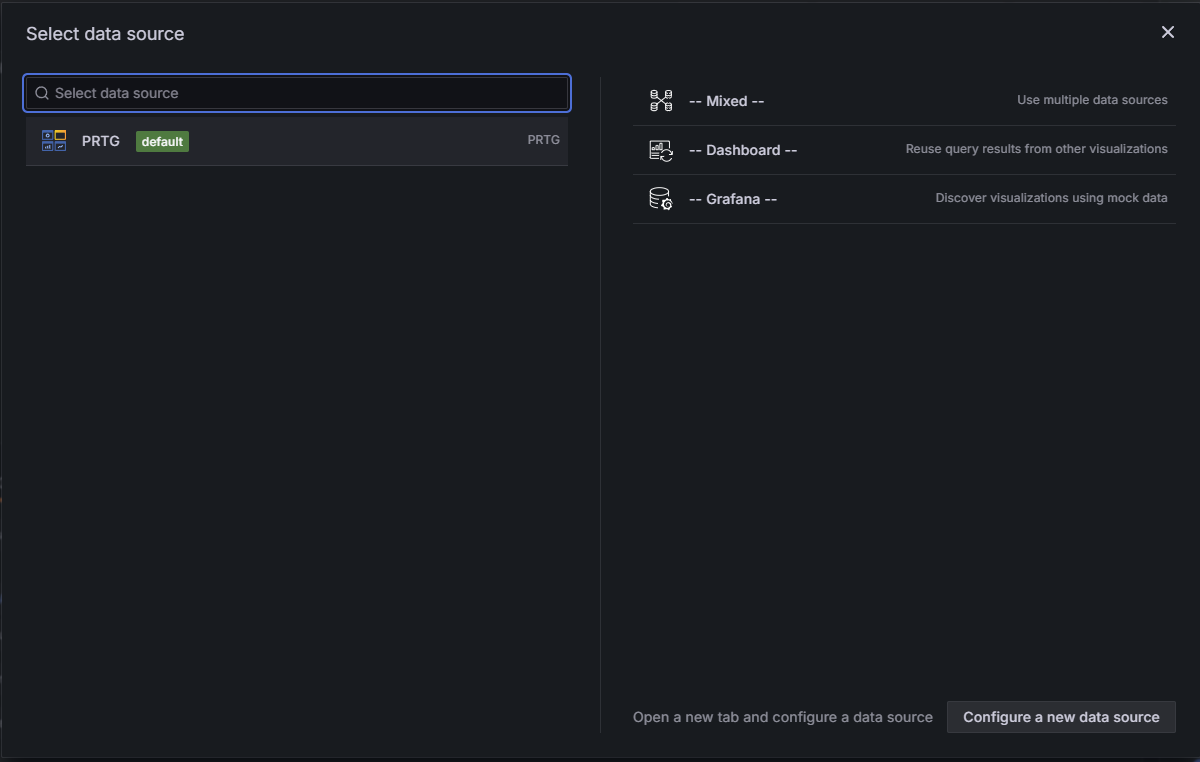 Select data source
Select data source
PRTG default PRTG
-- Mixed -- Use multiple data sources
-- Dashboard -- Reuse query results from other visualizations
-- Grafana -- Discover visualizations using mock data
Open a new tab and configure a data source Configure a new data source